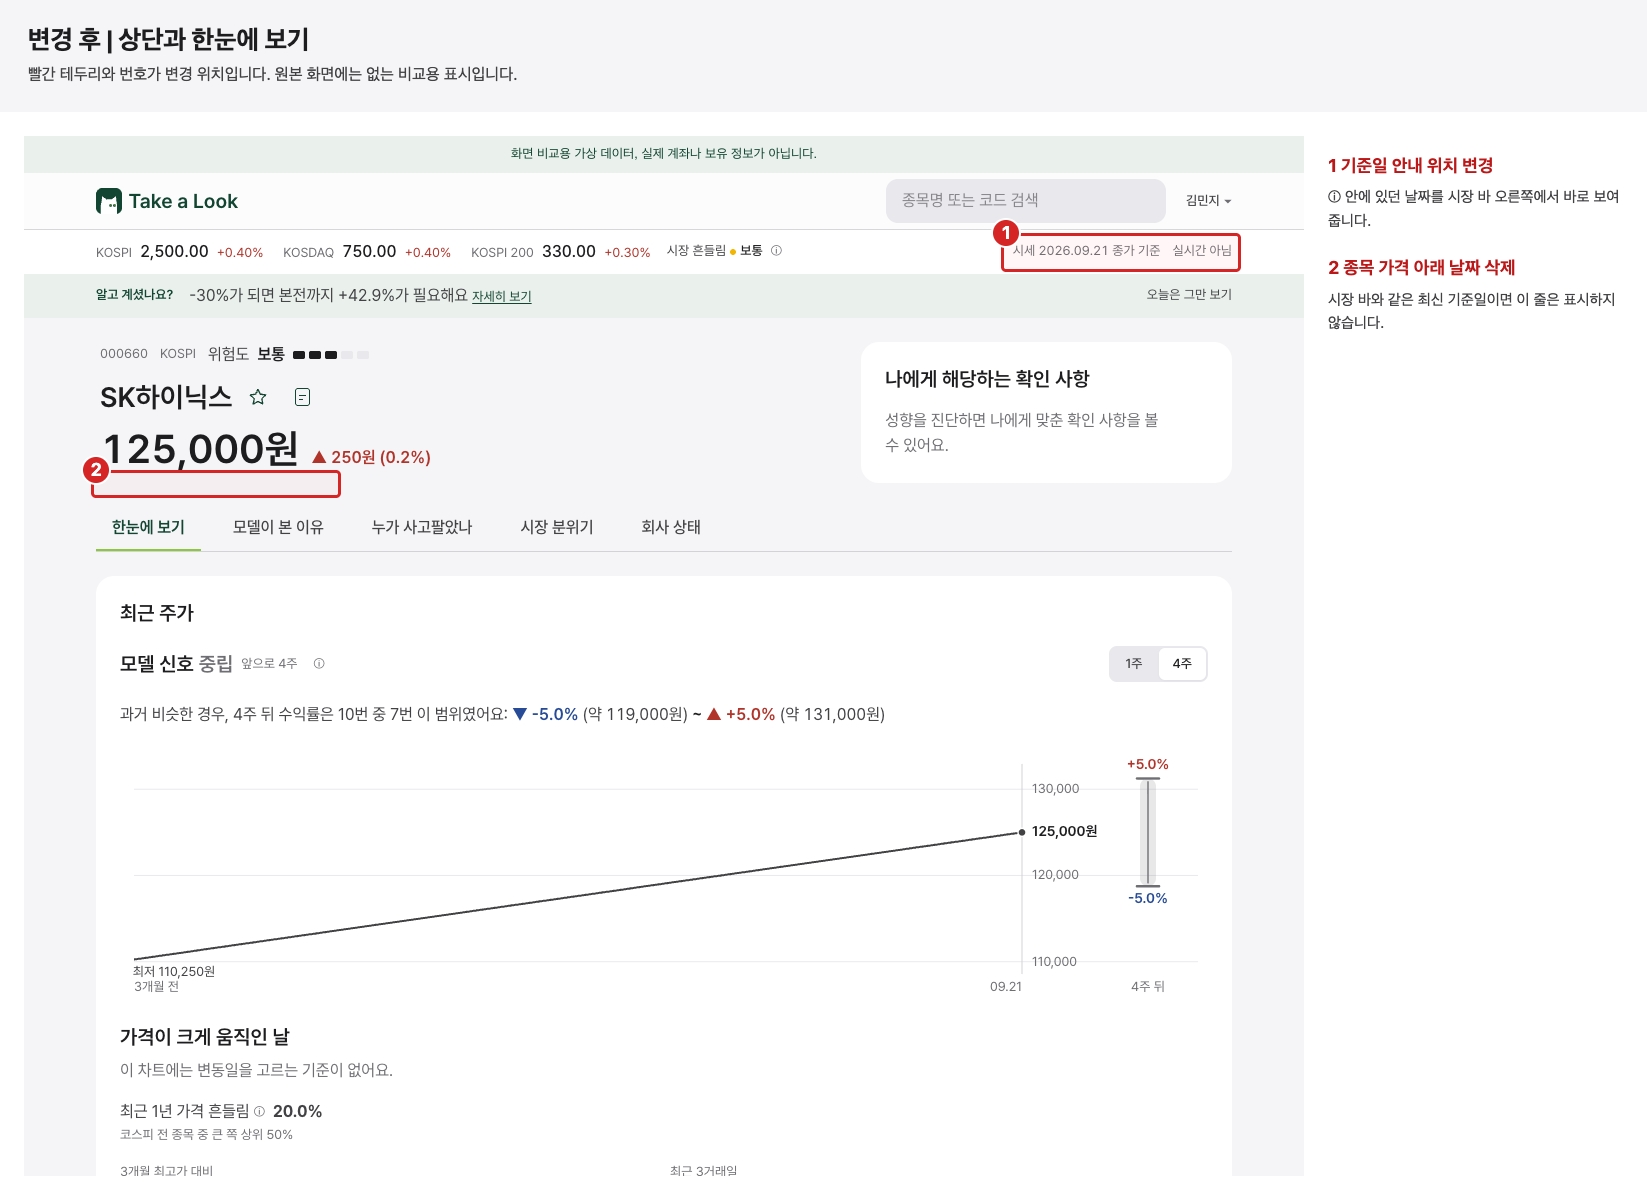 변경 후 | 상단과 한눈에 보기
빨간 테두리와 번호가 변경 위치입니다. 원본 화면에는 없는 비교용 표시입니다.
화면 비교용 가상 데이터, 실제 계좌나 보유 정보가 아닙니다.
Take a Look
종목명 또는 코드 검색
김민지
KOSPI 2,500.00 +0.40% KOSDAQ 750.00 +0.40% KOSPI 200 330.00 +0.30% 시장 흔들림 보통 ⓘ
1
시세 2026.09.21 종가 기준 실시간 아님
알고 계셨나요? -30%가 되면 본전까지 +42.9%가 필요해요 자세히 보기
오늘은 그만 보기
000660 KOSPI 위험도 보통
SK하이닉스
125,000원 ▲ 250원 (0.2%)
2
나에게 해당하는 확인 사항
성향을 진단하면 나에게 맞춘 확인 사항을 볼
수 있어요.
한눈에 보기 모델이 본 이유 누가 사고팔았나 시장 분위기 회사 상태
최근 주가
모델 신호 중립 앞으로 4주 ⓘ
1주 4주
과거 비슷한 경우, 4주 뒤 수익률은 10번 중 7번 이 범위였어요: ▼ -5.0% (약 119,000원) ~ ▲ +5.0% (약 131,000원)
+5.0%
130,000
125,000원
120,000
-5.0%
110,000
최저 110,250원
3개월 전
09.21
4주 뒤
가격이 크게 움직인 날
이 차트에는 변동일을 고르는 기준이 없어요.
최근 1년 가격 흔들림 ⓘ 20.0%
코스피 전 종목 중 큰 쪽 상위 50%
3개월 최고가 대비
최근 3거래일
1 기준일 안내 위치 변경
ⓘ 안에 있던 날짜를 시장 바 오른쪽에서 바로 보여
줍니다.
2 종목 가격 아래 날짜 삭제
시장 바와 같은 최신 기준일이면 이 줄은 표시하지
않습니다.